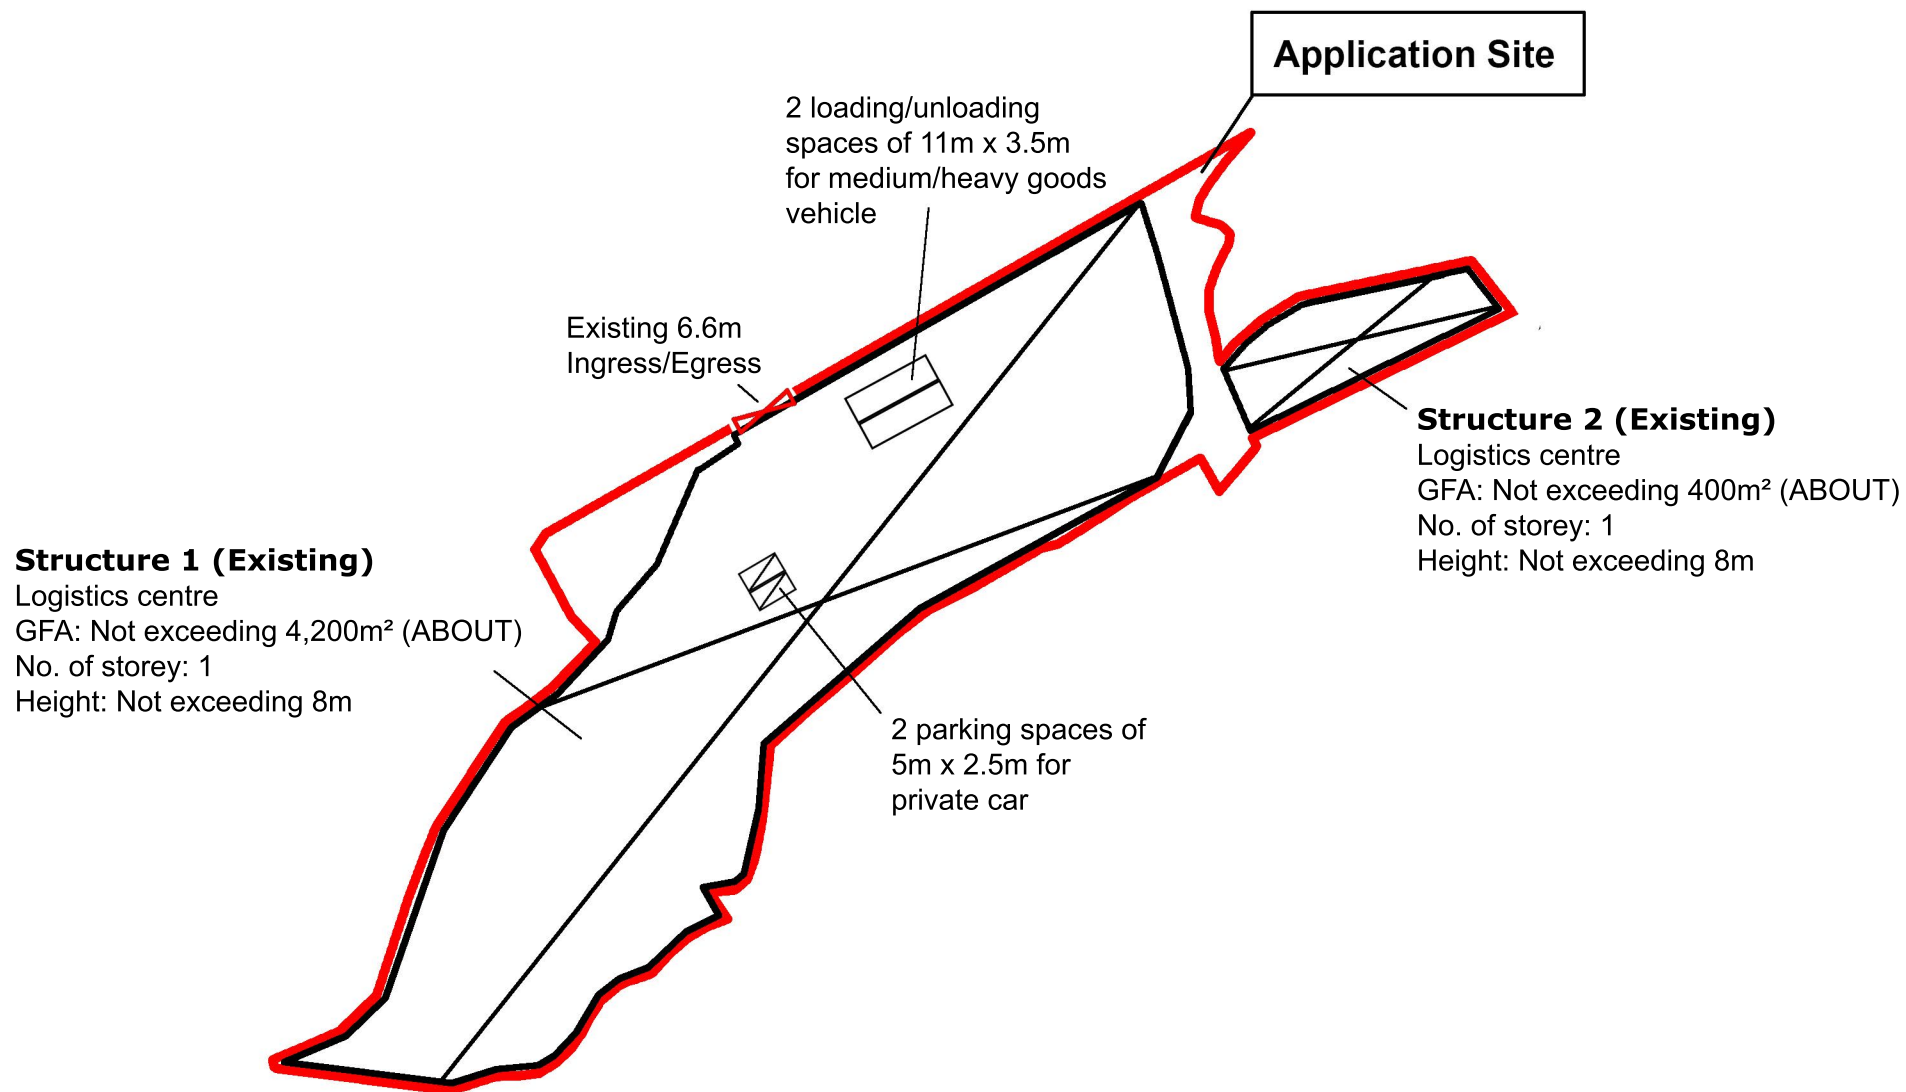 Application Site
2 loading/unloading
spaces of 11m x 3.5m
for medium/heavy goods
vehicle
Existing 6.6m
Ingress/Egress
Structure 2 (Existing)
Logistics centre
GFA: Not exceeding 400m² (ABOUT)
No. of storey: 1
Height: Not exceeding 8m
Structure 1 (Existing)
Logistics centre
GFA: Not exceeding 4,200m² (ABOUT)
No. of storey: 1
Height: Not exceeding 8m
2 parking spaces of
5m x 2.5m for
private car